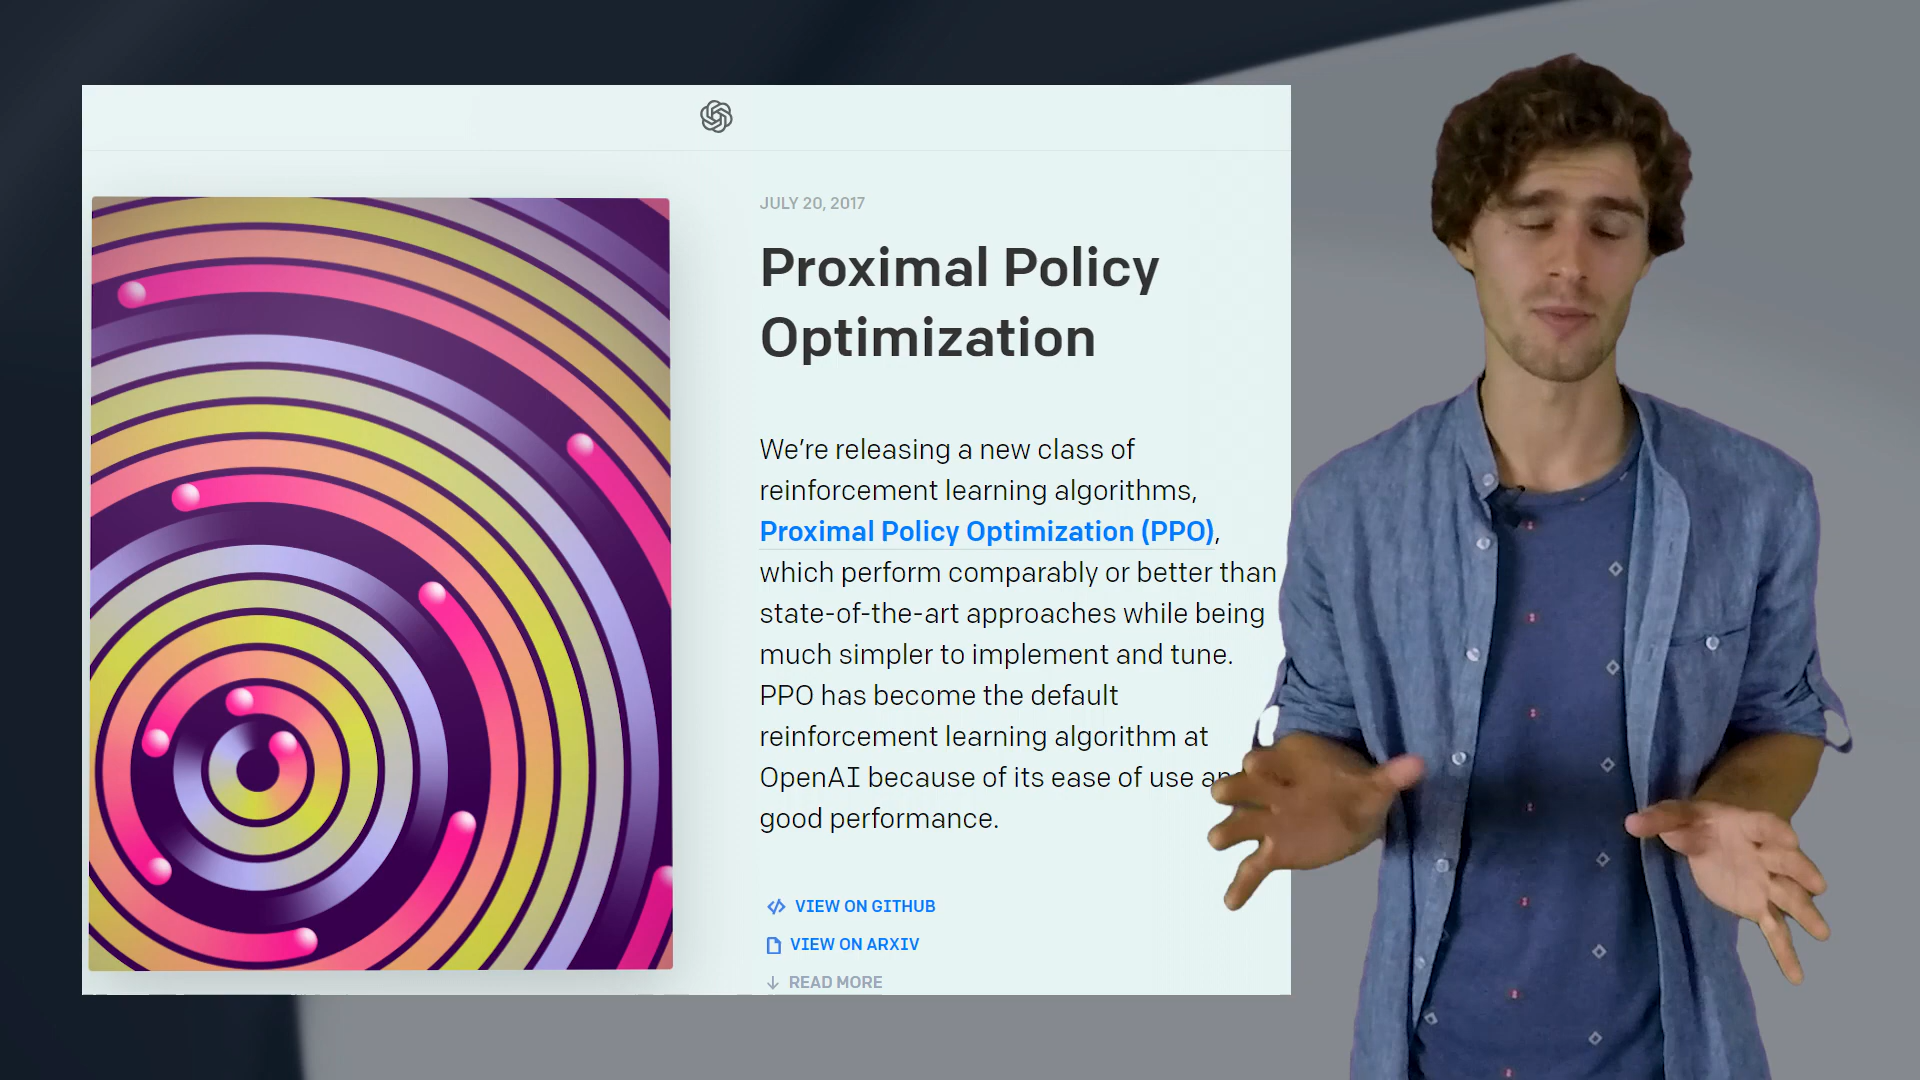 JULY 20, 2017
Proximal Policy
Optimization
We’re releasing a new class of
reinforcement learning algorithms,
Proximal Policy Optimization (PPO),
which perform comparably or better than
state-of-the-art approaches while being
much simpler to implement and tune.
PPO has become the default
reinforcement learning algorithm at
OpenAI because of its ease of use
good performance.
VIEW ON GITHUB
VIEW ON ARXIV
READ MORE